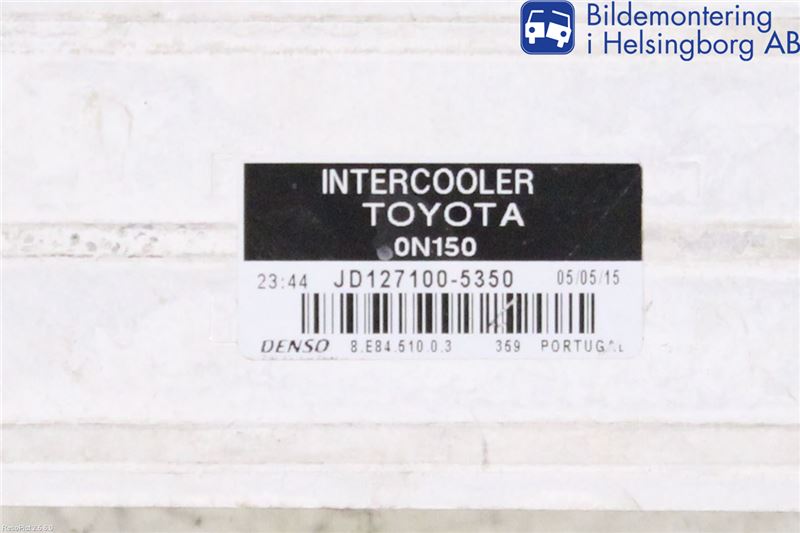 Bildemontering
i Helsingborg AB
INTERCOOLER
TOYOTA
0N150
23:44 JD127100-5350 05/05/15
DENSO 8.E84.510.0.3 359 PORTUGAL